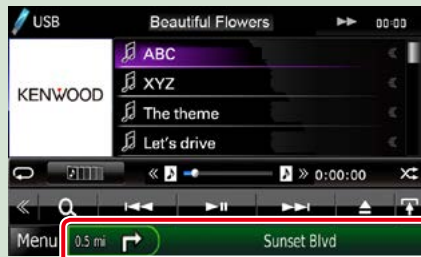 USB Beautiful Flowers 00:00
ABC
KENWOOD
XYZ
The theme
Let's drive
0:00:00
Menu 0.5 mi Sunset Blvd